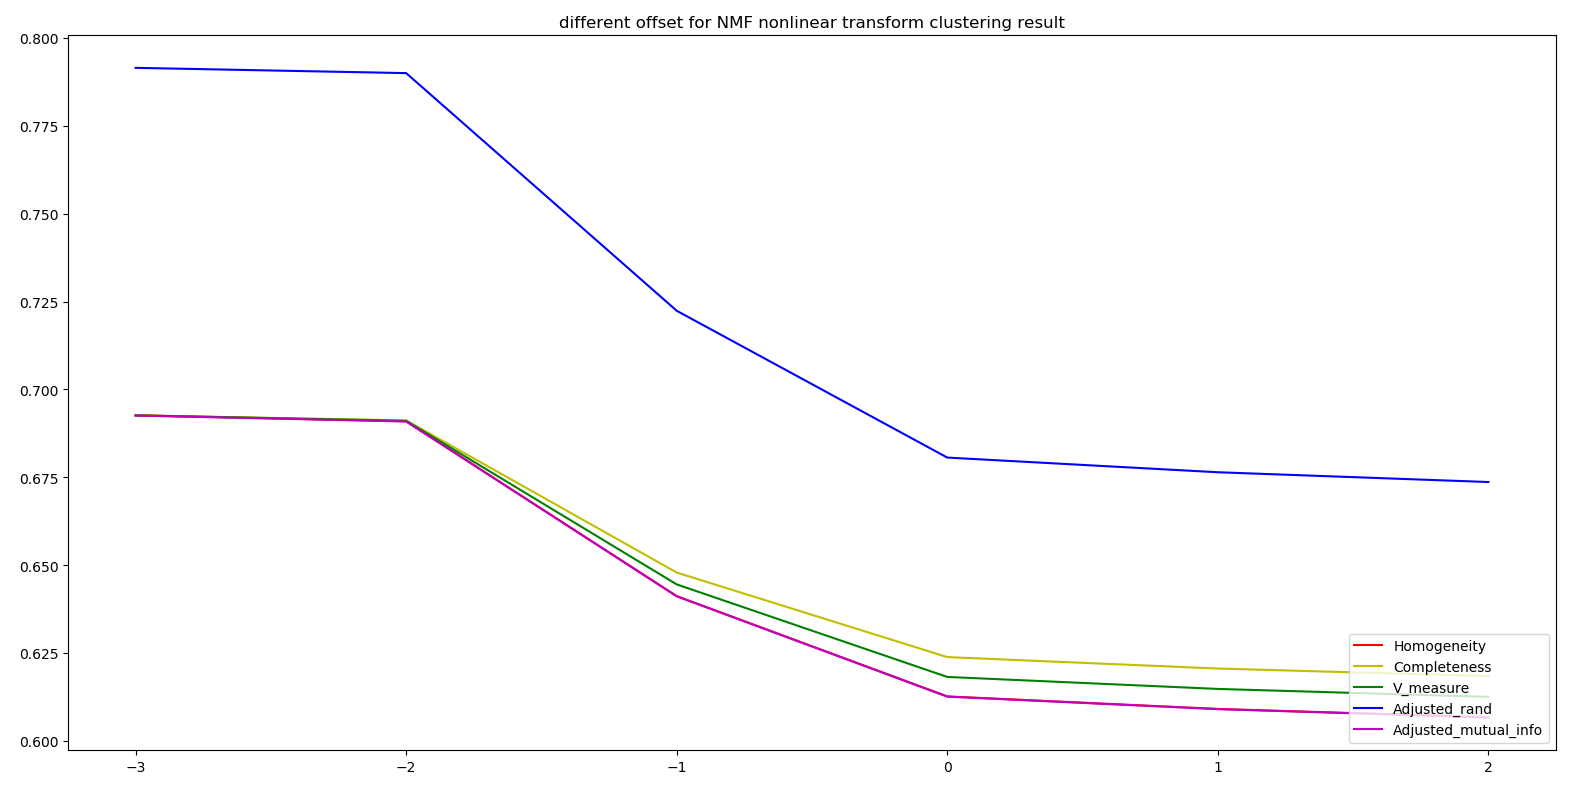 different offset for NMF nonlinear transform clustering result
0.800
0.775
0.750
0.725
0.700
0.675
0.650
0.625
0.600
−3
−2
−1
0
1
2
Homogeneity
Completeness
V_measure
Adjusted_rand
Adjusted_mutual_info